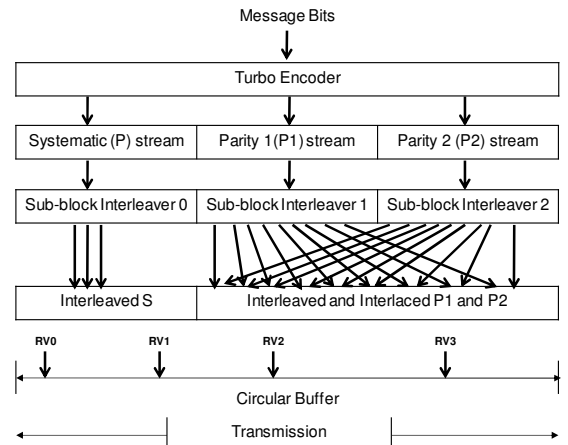 Message Bits
Turbo Encoder
Systematic (P) stream
Parity 1(P1) stream
Parity 2 (P2) stream
Sub-block Interleaver 0
Sub-block Interleaver 1
Sub-block Interleaver 2
Interleaved S
Interleaved and Interlaced P1 and P2
RV0
RV1
RV2
RV3
Circular Buffer
Transmission